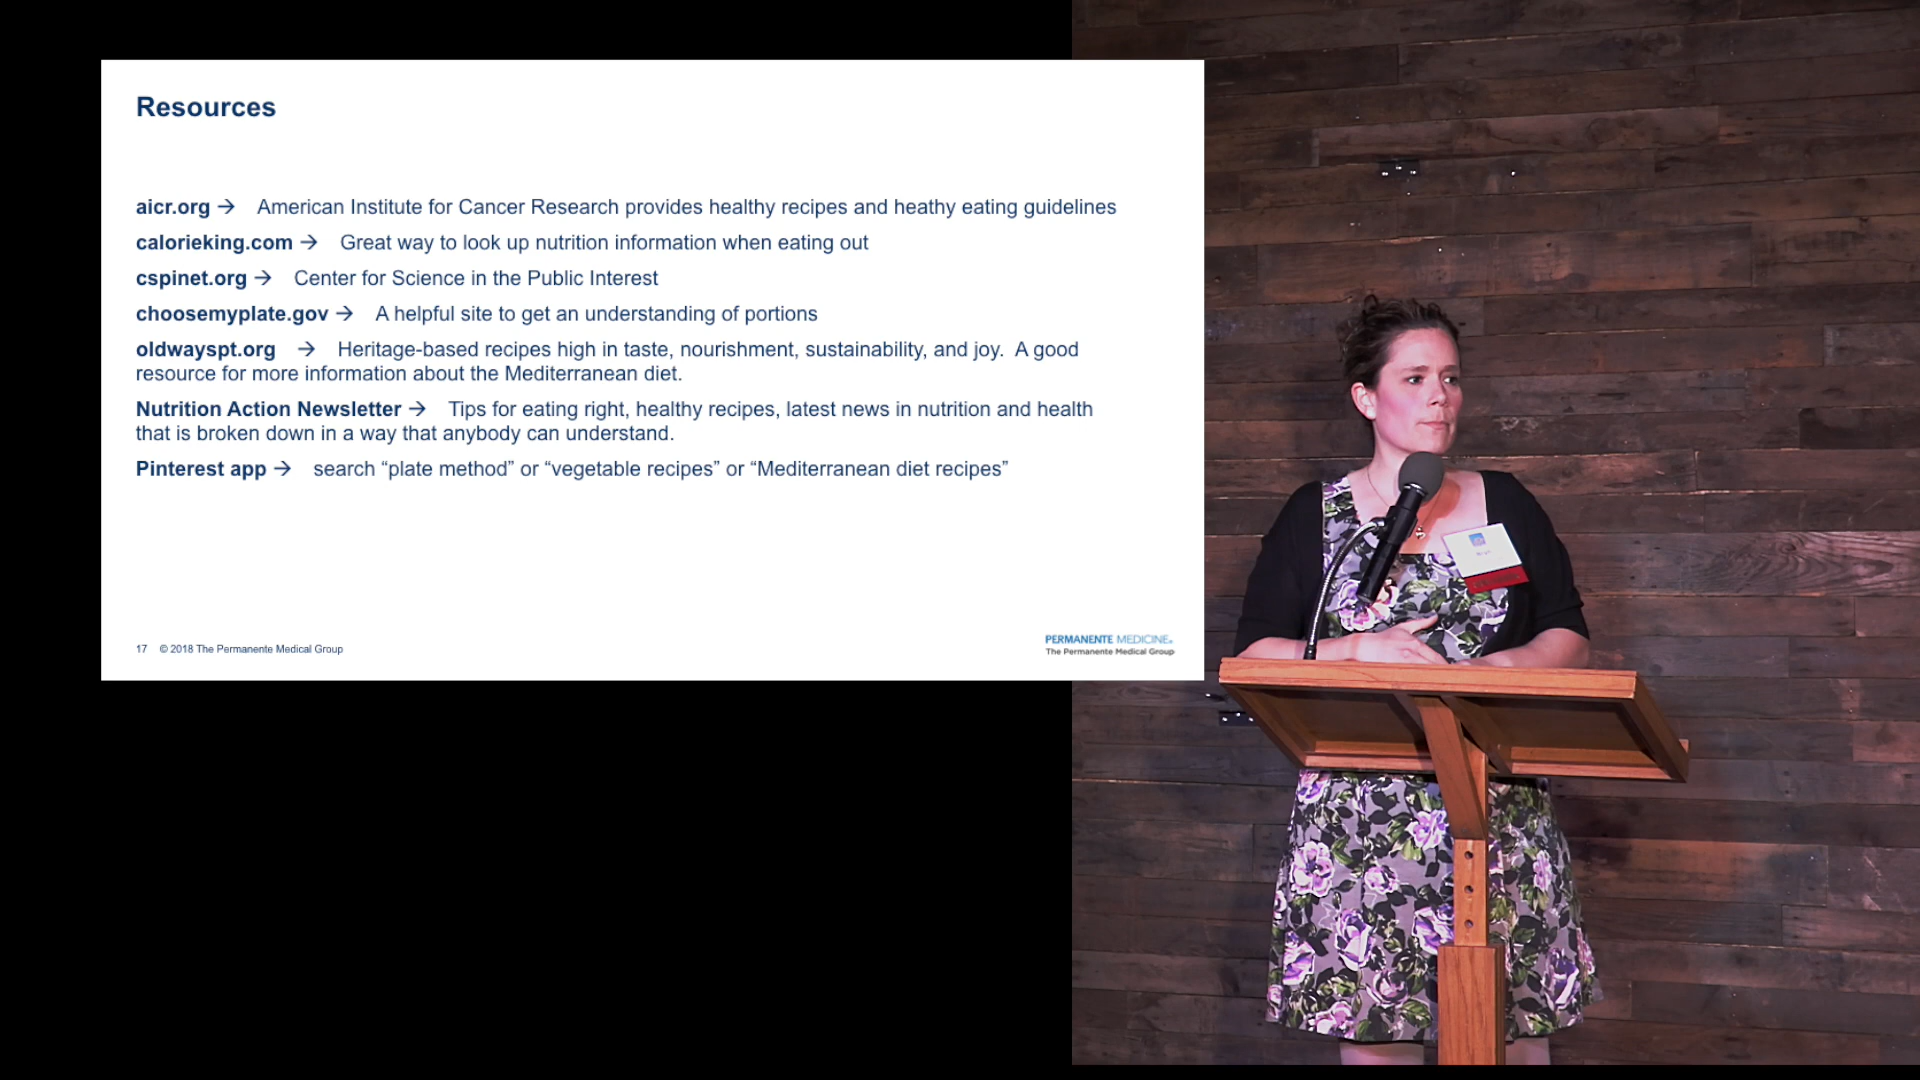 Resources
aicr.org → American Institute for Cancer Research provides healthy recipes and heathy eating guidelines
calorieking.com → Great way to look up nutrition information when eating out
cspinet.org → Center for Science in the Public Interest
choosemyplate.gov → A helpful site to get an understanding of portions
oldwayspt.org → Heritage-based recipes high in taste, nourishment, sustainability, and joy. A good
resource for more information about the Mediterranean diet.
Nutrition Action Newsletter → Tips for eating right, healthy recipes, latest news in nutrition and health
that is broken down in a way that anybody can understand.
Pinterest app → search “plate method” or “vegetable recipes” or “Mediterranean diet recipes”
17 © 2018 The Permanente Medical Group
PERMANENTE MEDICINE®
The Permanente Medical Group